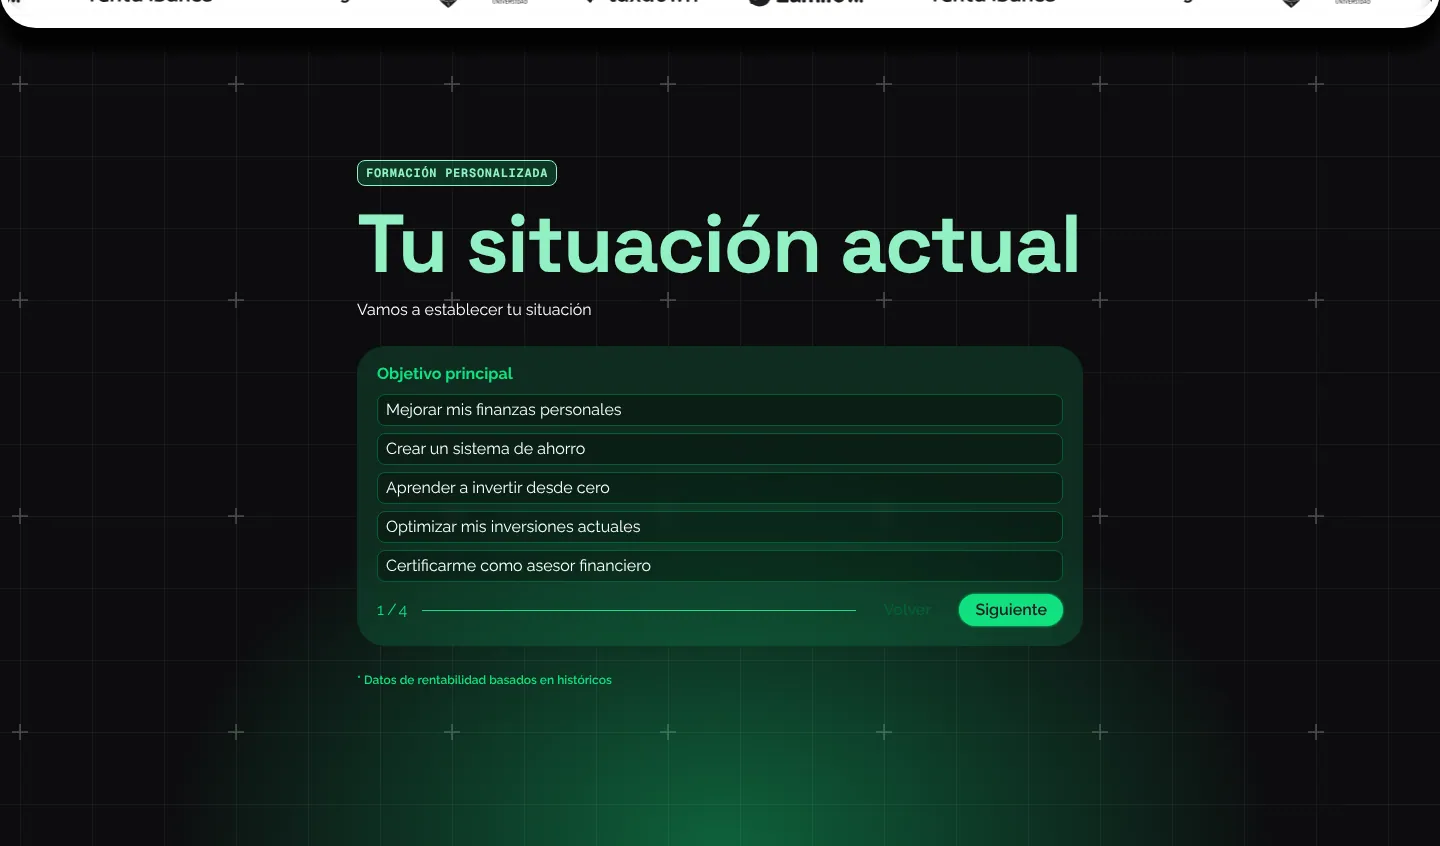 UNIVERSIDAD
UNIVERSIDAD
FORMACIÓN PERSONALIZADA
Tu situación actual
Vamos a establecer tu situación
Objetivo principal
Mejorar mis finanzas personales
Crear un sistema de ahorro
Aprender a invertir desde cero
Optimizar mis inversiones actuales
Certificarme como asesor financiero
1 / 4
Volver
Siguiente
* Datos de rentabilidad basados en históricos